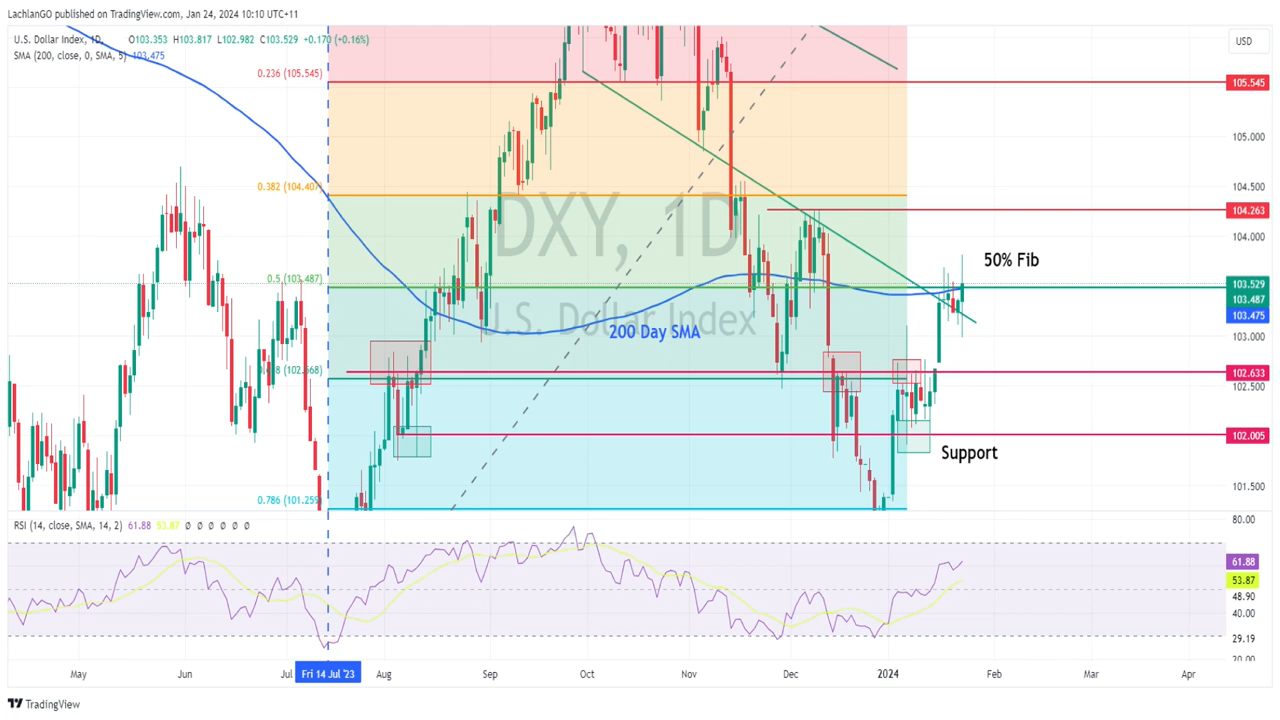 LachlanGO published on TradingView.com, Jan 24, 2024 10:10 UTC+11
U.S. Dollar Index, 1D, O103.353 H103.817 L102.982 C103.529 +0.170 (+0.16%)
SMA (200, close, 0, SMA, 5) 103.475
USD
0.236 (105.545)
105.545
105.000
0.382 (104.407)
104.500
104.263
DXY, 1D
104.000
50% Fib
0.5 (103.487)
103.529
103.487
103.475
U.S. Dollar Index
200 Day SMA
103.000
(102.568)
102.633
102.500
102.005
Support
0.786 (101.259)
101.500
RSI (14, close, SMA, 14, 2) 61.88 53.87 Ø Ø Ø Ø Ø Ø
80.00
61.88
53.87
48.90
40.00
29.19
20.00
May Jun Jul Fri 14 Jul '23 Aug Sep Oct Nov Dec 2024 Feb Mar Apr
TradingView